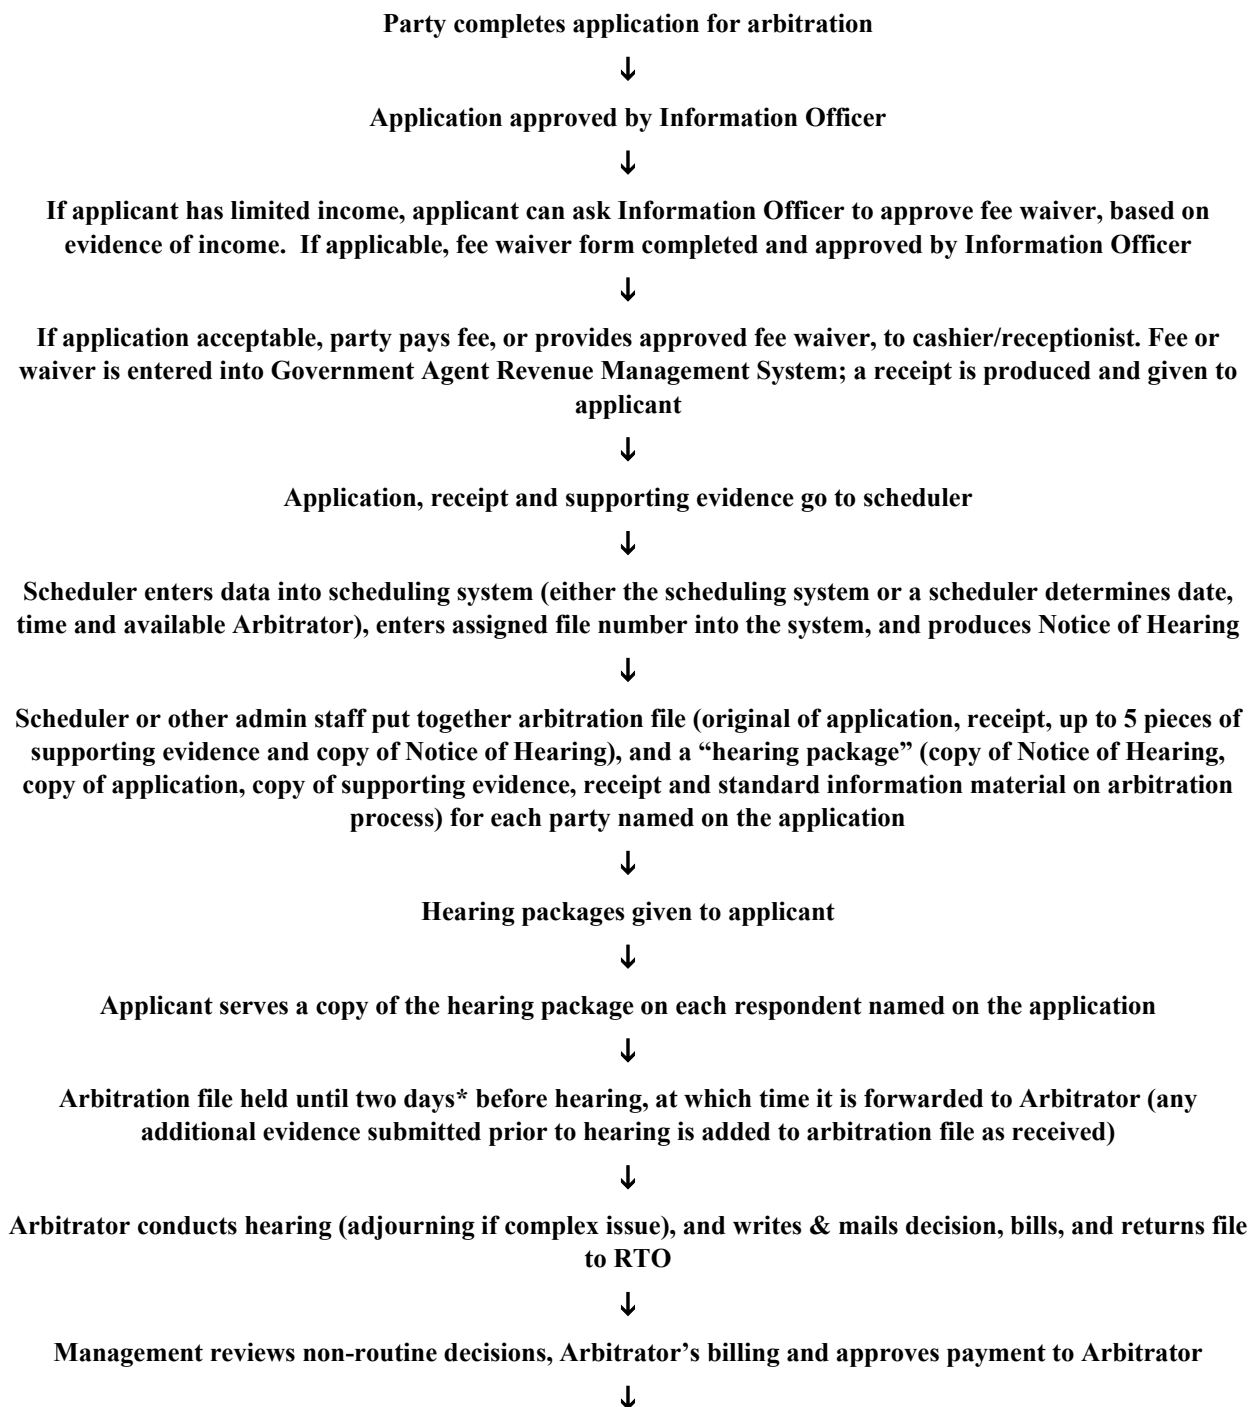 Party completes application for arbitration
↓
Application approved by Information Officer
↓
If applicant has limited income, applicant can ask Information Officer to approve fee waiver, based on
evidence of income.  If applicable, fee waiver form completed and approved by Information Officer
↓
If application acceptable, party pays fee, or provides approved fee waiver, to cashier/receptionist. Fee or
waiver is entered into Government Agent Revenue Management System; a receipt is produced and given to
applicant
↓
Application, receipt and supporting evidence go to scheduler
↓
Scheduler enters data into scheduling system (either the scheduling system or a scheduler determines date,
time and available Arbitrator), enters assigned file number into the system, and produces Notice of Hearing
↓
Scheduler or other admin staff put together arbitration file (original of application, receipt, up to 5 pieces of
supporting evidence and copy of Notice of Hearing), and a “hearing package” (copy of Notice of Hearing,
copy of application, copy of supporting evidence, receipt and standard information material on arbitration
process) for each party named on the application
↓
Hearing packages given to applicant
↓
Applicant serves a copy of the hearing package on each respondent named on the application
↓
Arbitration file held until two days* before hearing, at which time it is forwarded to Arbitrator (any
additional evidence submitted prior to hearing is added to arbitration file as received)
↓
Arbitrator conducts hearing (adjourning if complex issue), and writes & mails decision, bills, and returns file
to RTO
↓
Management reviews non-routine decisions, Arbitrator’s billing and approves payment to Arbitrator
↓